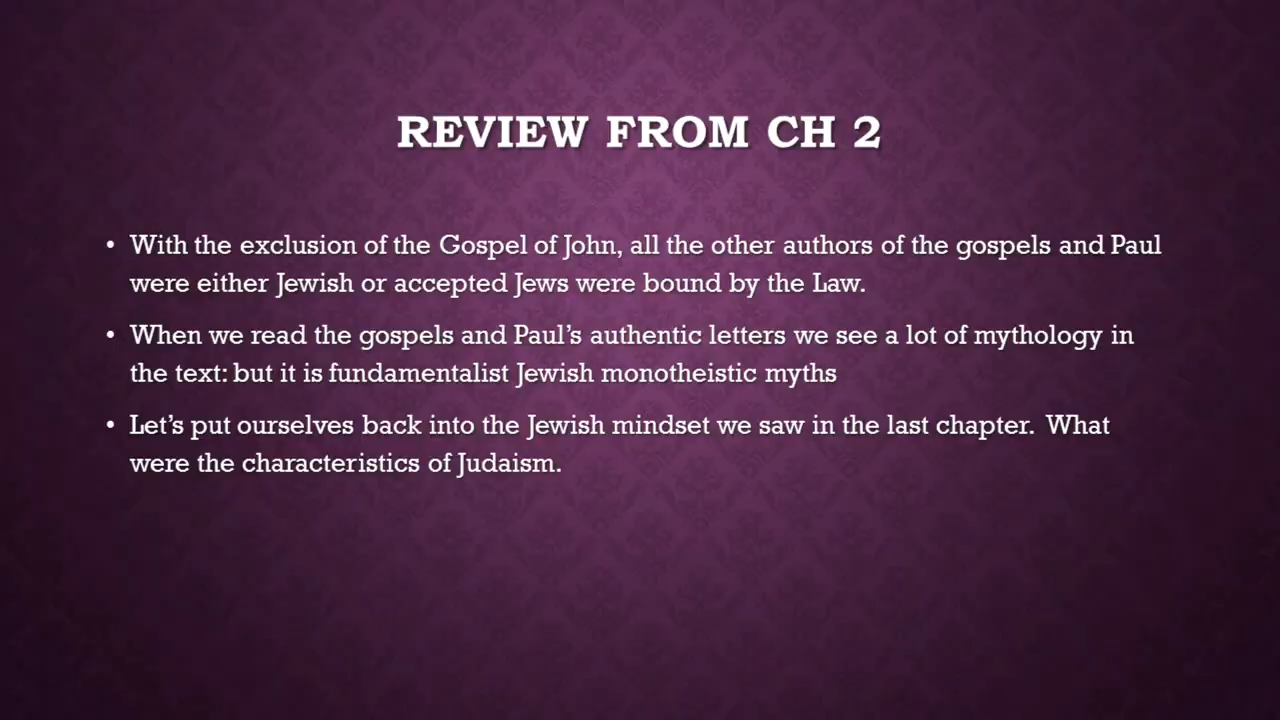 REVIEW FROM CH 2
• With the exclusion of the Gospel of John, all the other authors of the gospels and Paul
were either Jewish or accepted Jews were bound by the Law.
• When we read the gospels and Paul’s authentic letters we see a lot of mythology in
the text: but it is fundamentalist Jewish monotheistic myths
• Let’s put ourselves back into the Jewish mindset we saw in the last chapter.  What
were the characteristics of Judaism.